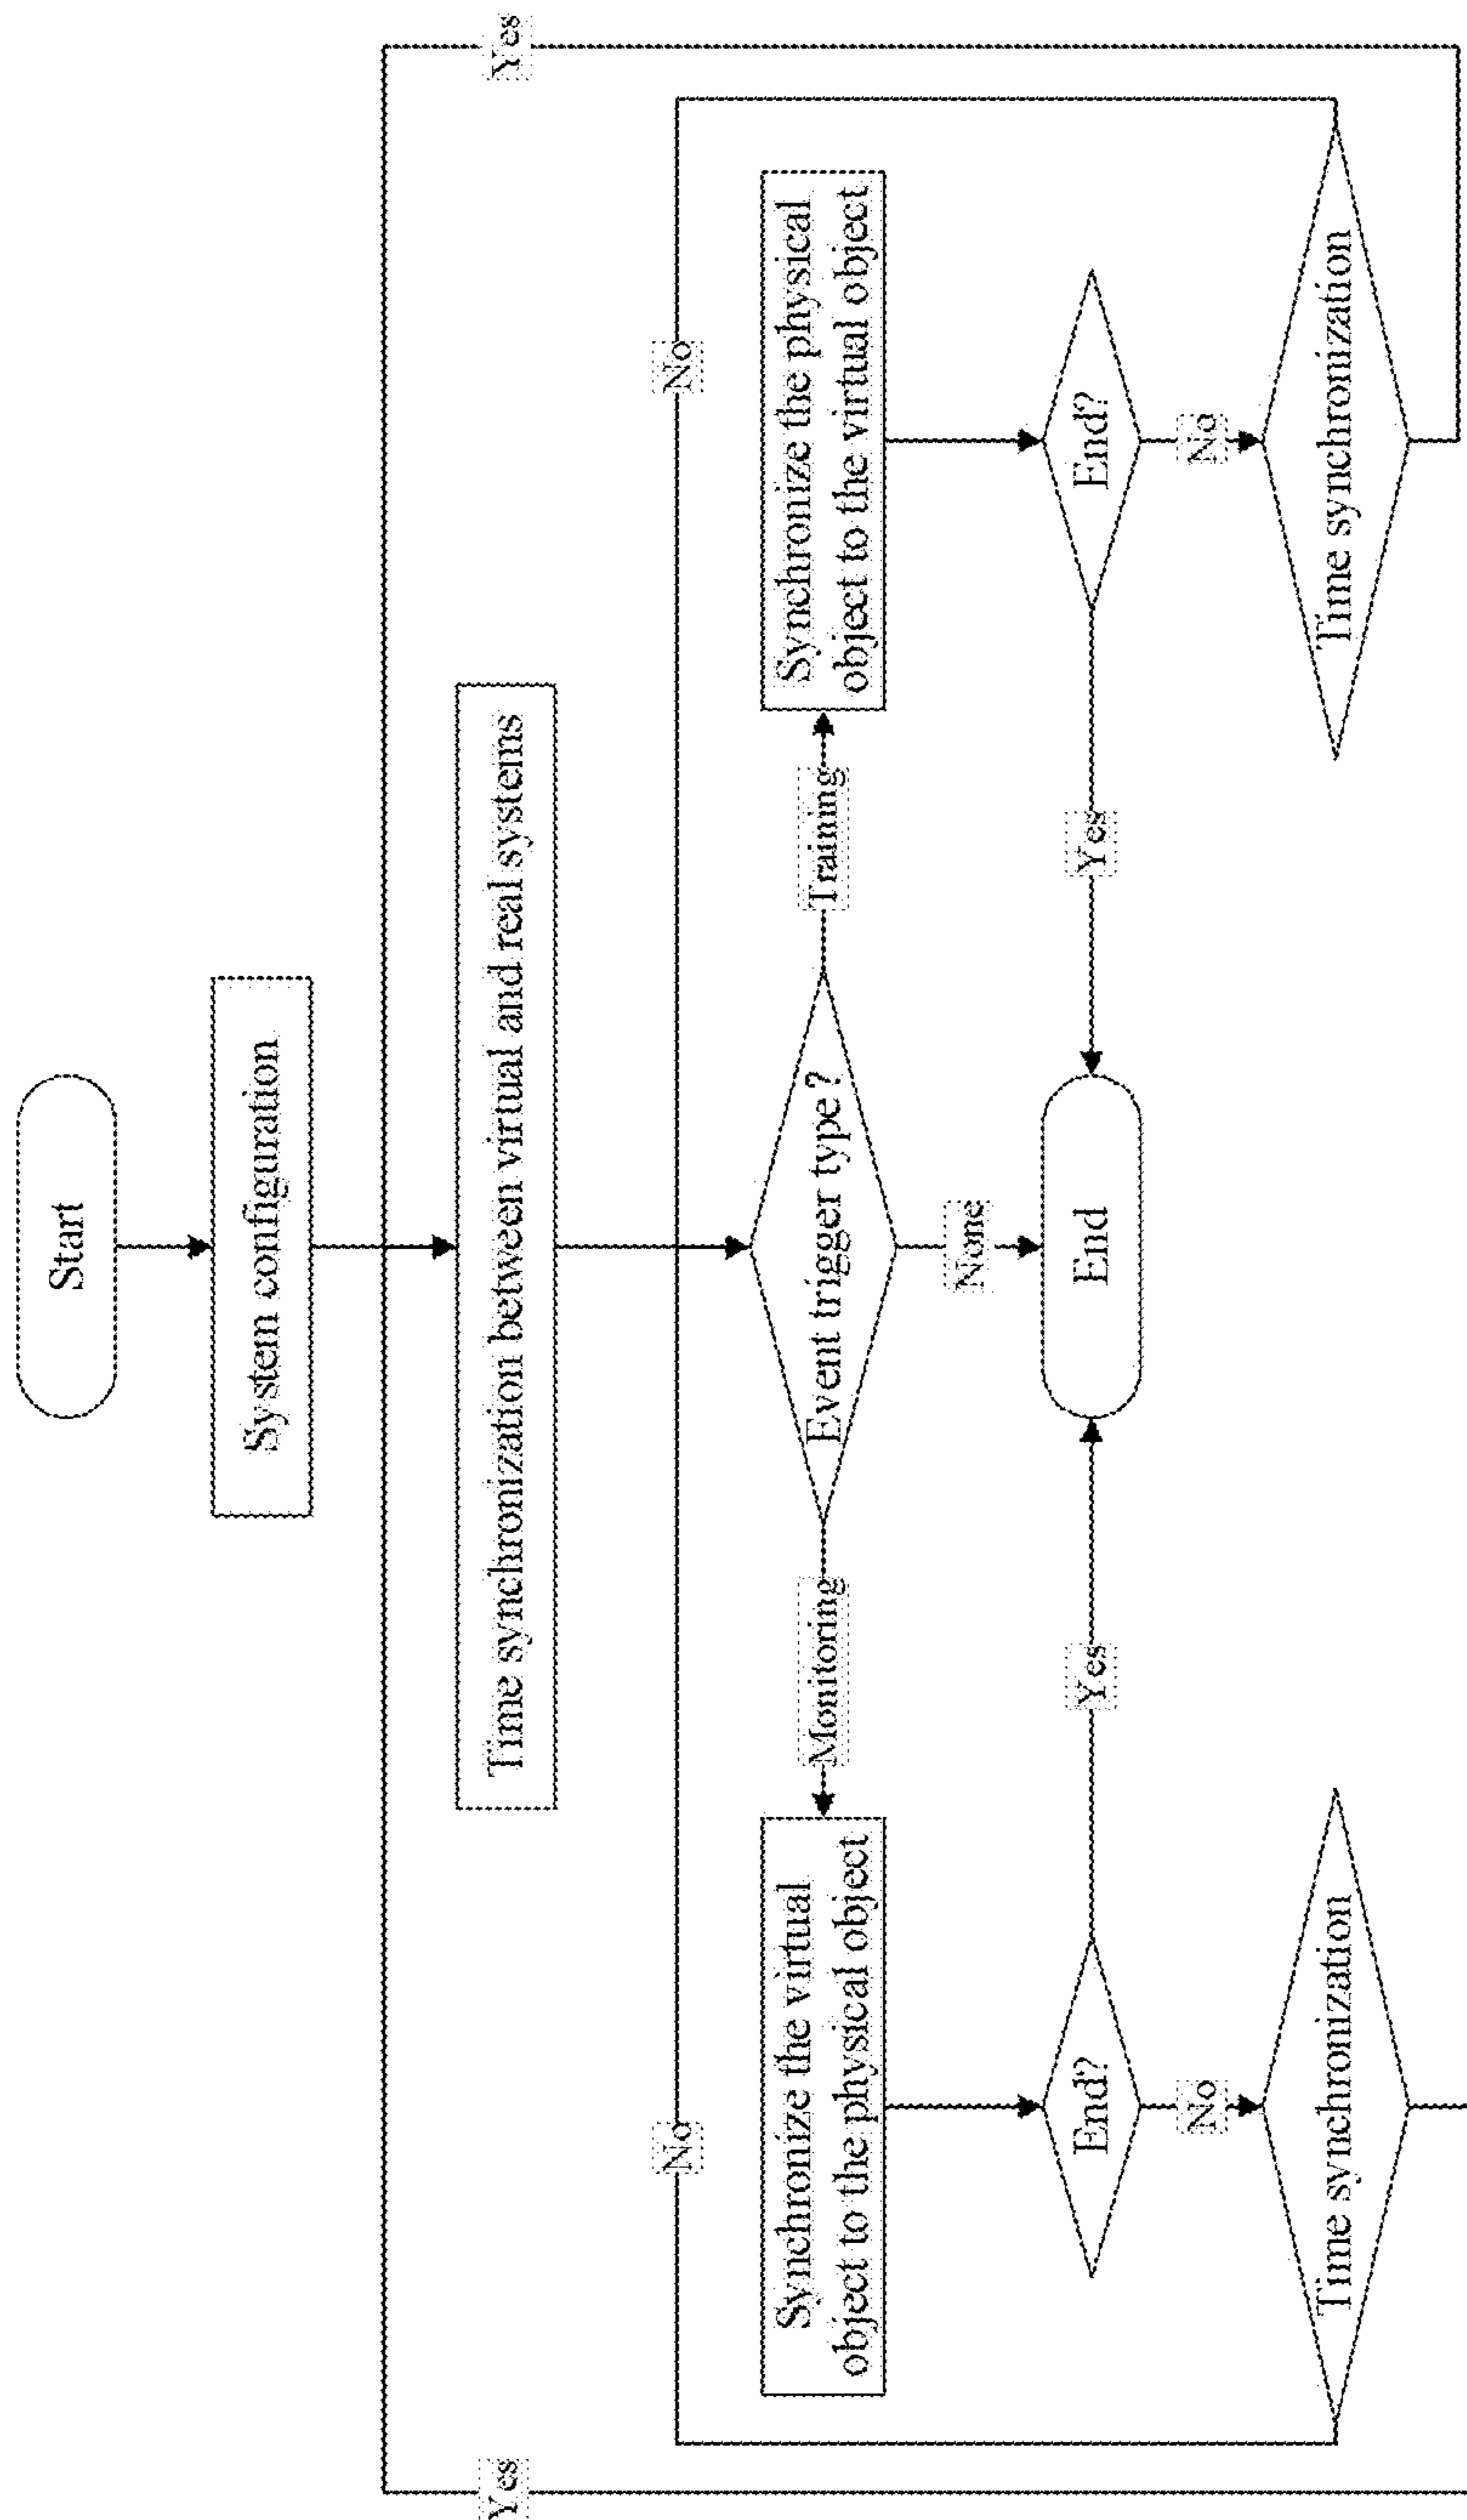 Start
System configuration
Yes
Yes
Time synchronization between virtual and real systems
No
No
Synchronize the virtual
object to the physical object
Monitoring
Event trigger type?
Training
Synchronize the physical
object to the virtual object
None
End?
Yes
End
Yes
End?
No
No
Time synchronization
Time synchronization